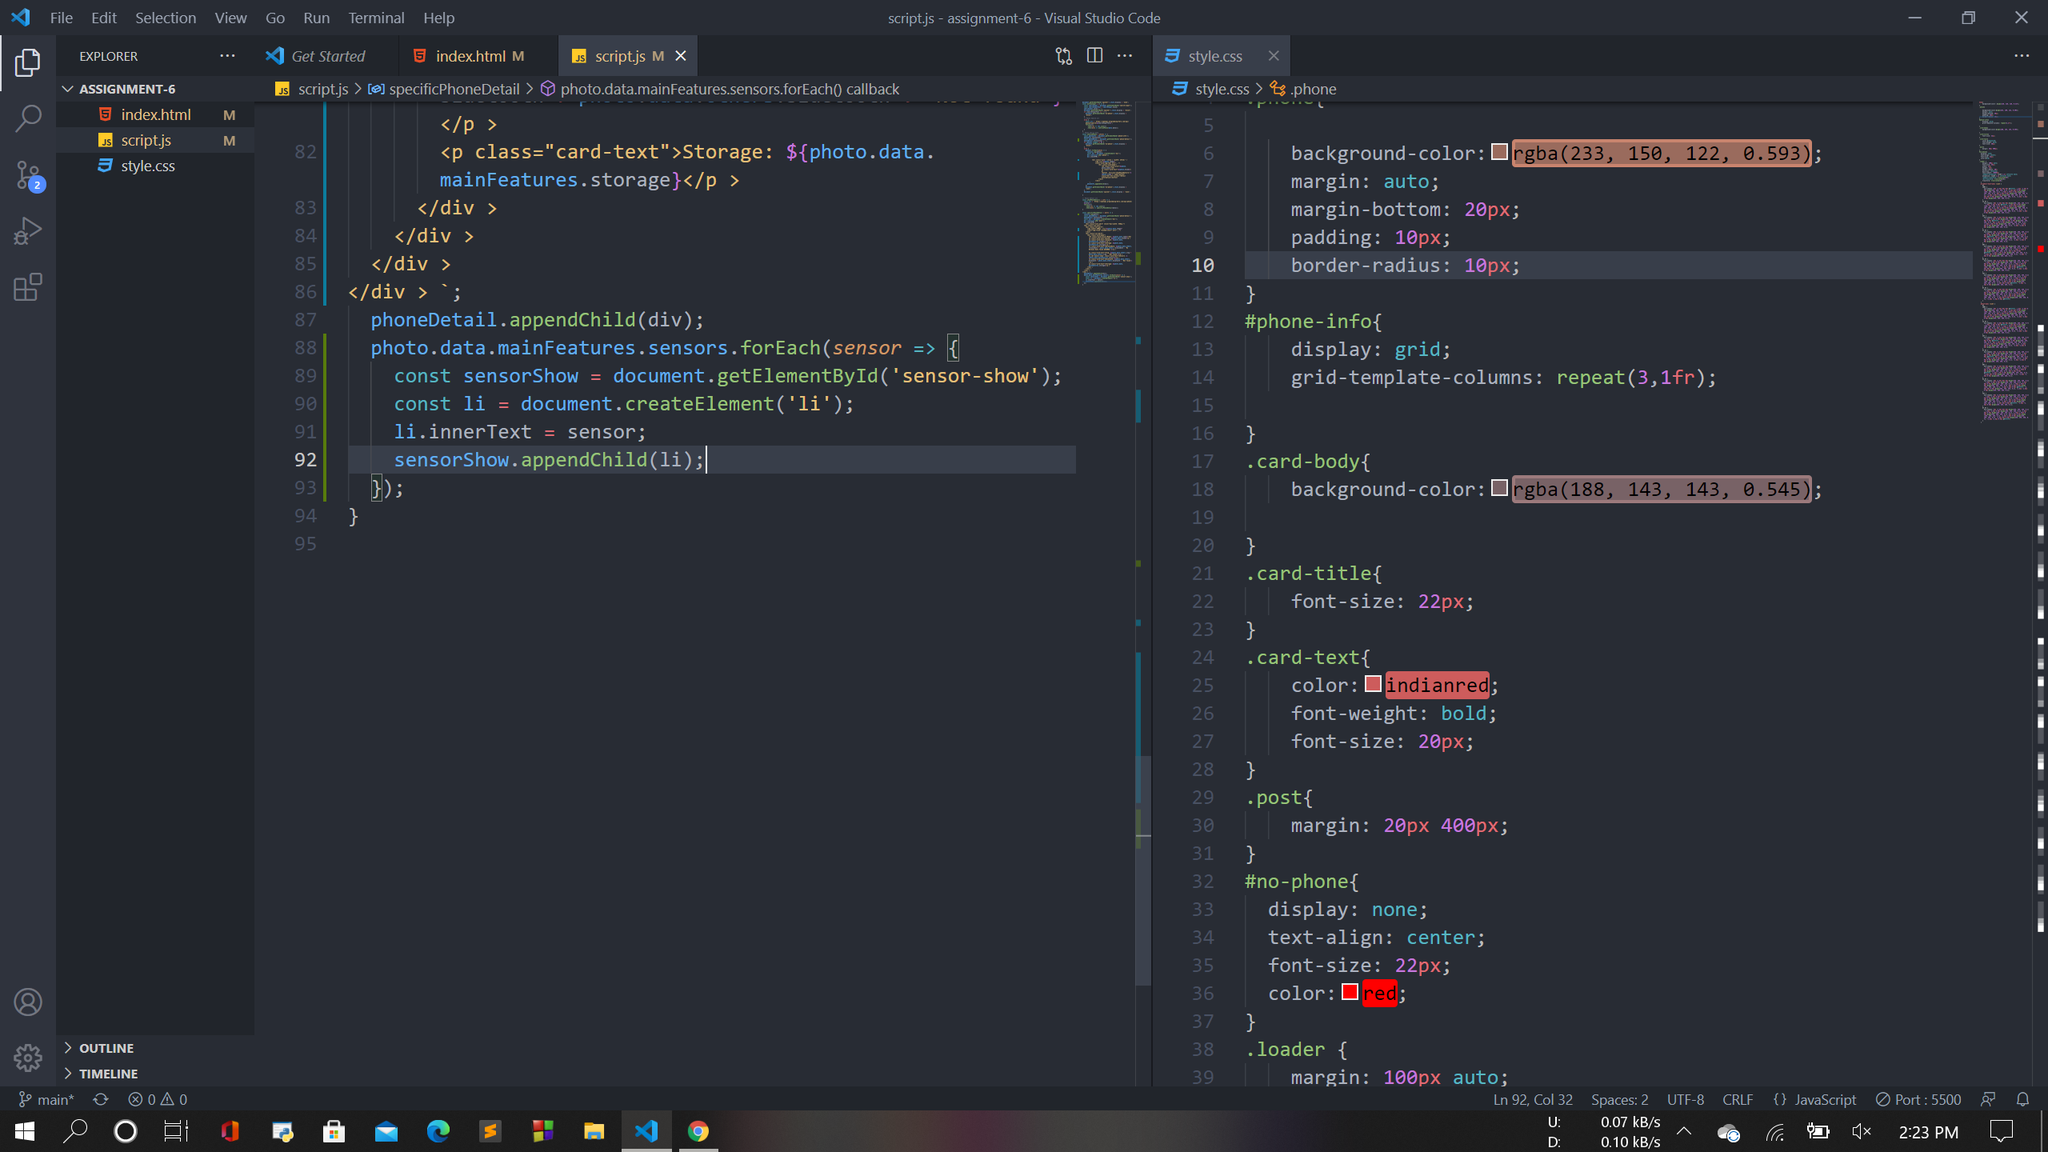 File Edit Selection View Go Run Terminal Help
script.js - assignment-6 - Visual Studio Code
EXPLORER
ASSIGNMENT-6
index.html M
script.js M
style.css
OUTLINE
TIMELINE
2
Get Started
index.html M
script.js M
script.js > specificPhoneDetail > photo.data.mainFeatures.sensors.forEach() callback
</p >
82 <p class="card-text">Storage: ${photo.data.
mainFeatures.storage}</p >
83 </div >
84 </div >
85 </div >
86 </div > `;
87 phoneDetail.appendChild(div);
88 photo.data.mainFeatures.sensors.forEach(sensor => {
89 const sensorShow = document.getElementById('sensor-show');
90 const li = document.createElement('li');
91 li.innerText = sensor;
92 sensorShow.appendChild(li);
93 });
94 }
95
style.css
style.css > .phone
.phone{
5
6 background-color: rgba(233, 150, 122, 0.593);
7 margin: auto;
8 margin-bottom: 20px;
9 padding: 10px;
10 border-radius: 10px;
11 }
12 #phone-info{
13 display: grid;
14 grid-template-columns: repeat(3,1fr);
15
16 }
17 .card-body{
18 background-color: rgba(188, 143, 143, 0.545);
19
20 }
21 .card-title{
22 font-size: 22px;
23 }
24 .card-text{
25 color: indianred;
26 font-weight: bold;
27 font-size: 20px;
28 }
29 .post{
30 margin: 20px 400px;
31 }
32 #no-phone{
33 display: none;
34 text-align: center;
35 font-size: 22px;
36 color: red;
37 }
38 .loader {
39 margin: 100px auto;
main* 0 0
Ln 92, Col 32 Spaces: 2 UTF-8 CRLF {} JavaScript Port : 5500
U: 0.07 kB/s
D: 0.10 kB/s
2:23 PM